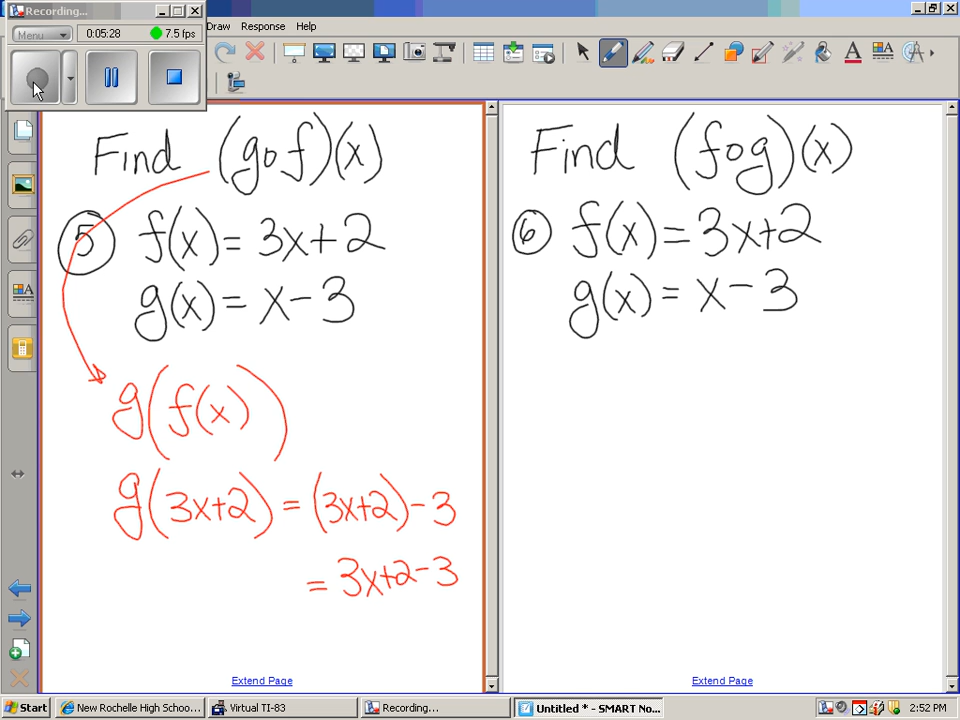 Recording...
Menu
0:05:28
7.5 fps
Draw Response Help
Find (gof)(x)
5 f(x) = 3x+2
g(x) = x - 3
g(f(x))
g(3x+2) = (3x+2) - 3
= 3x+2-3
Extend Page
Find (fog)(x)
6 f(x) = 3x+2
g(x) = x - 3
Extend Page
Start
New Rochelle High Schoo...
Virtual TI-83
Recording...
Untitled * - SMART No...
2:52 PM